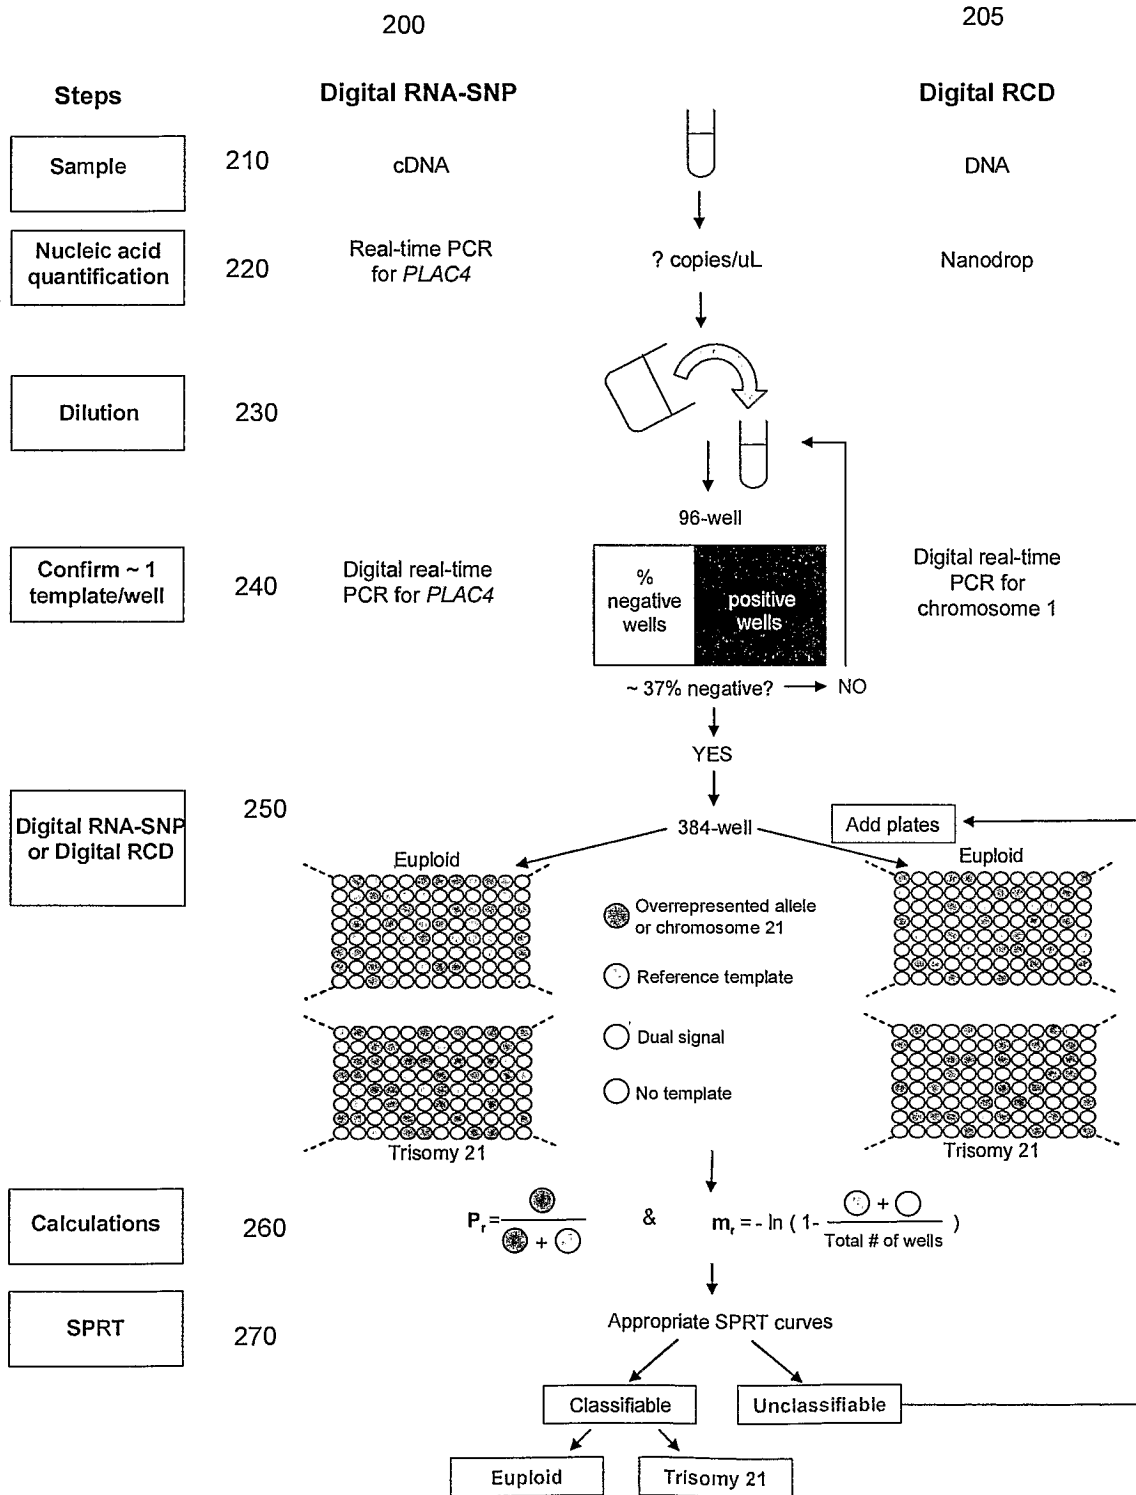 200
205
Steps
Digital RNA-SNP
Digital RCD
Sample
210
cDNA
DNA
Nucleic acid
quantification
220
Real-time PCR
for PLAC4
? copies/uL
Nanodrop
Dilution
230
96-well
Confirm ~ 1
template/well
240
Digital real-time
PCR for PLAC4
%
negative
wells
positive
wells
Digital real-time
PCR for
chromosome 1
~ 37% negative?
NO
YES
Digital RNA-SNP
or Digital RCD
250
384-well
Add plates
Euploid
Euploid
Overrepresented allele
or chromosome 21
Reference template
Dual signal
No template
Trisomy 21
Trisomy 21
Calculations
260
Pr =
+
&
mr = - ln ( 1-
+
Total # of wells
)
SPRT
270
Appropriate SPRT curves
Classifiable
Unclassifiable
Euploid
Trisomy 21